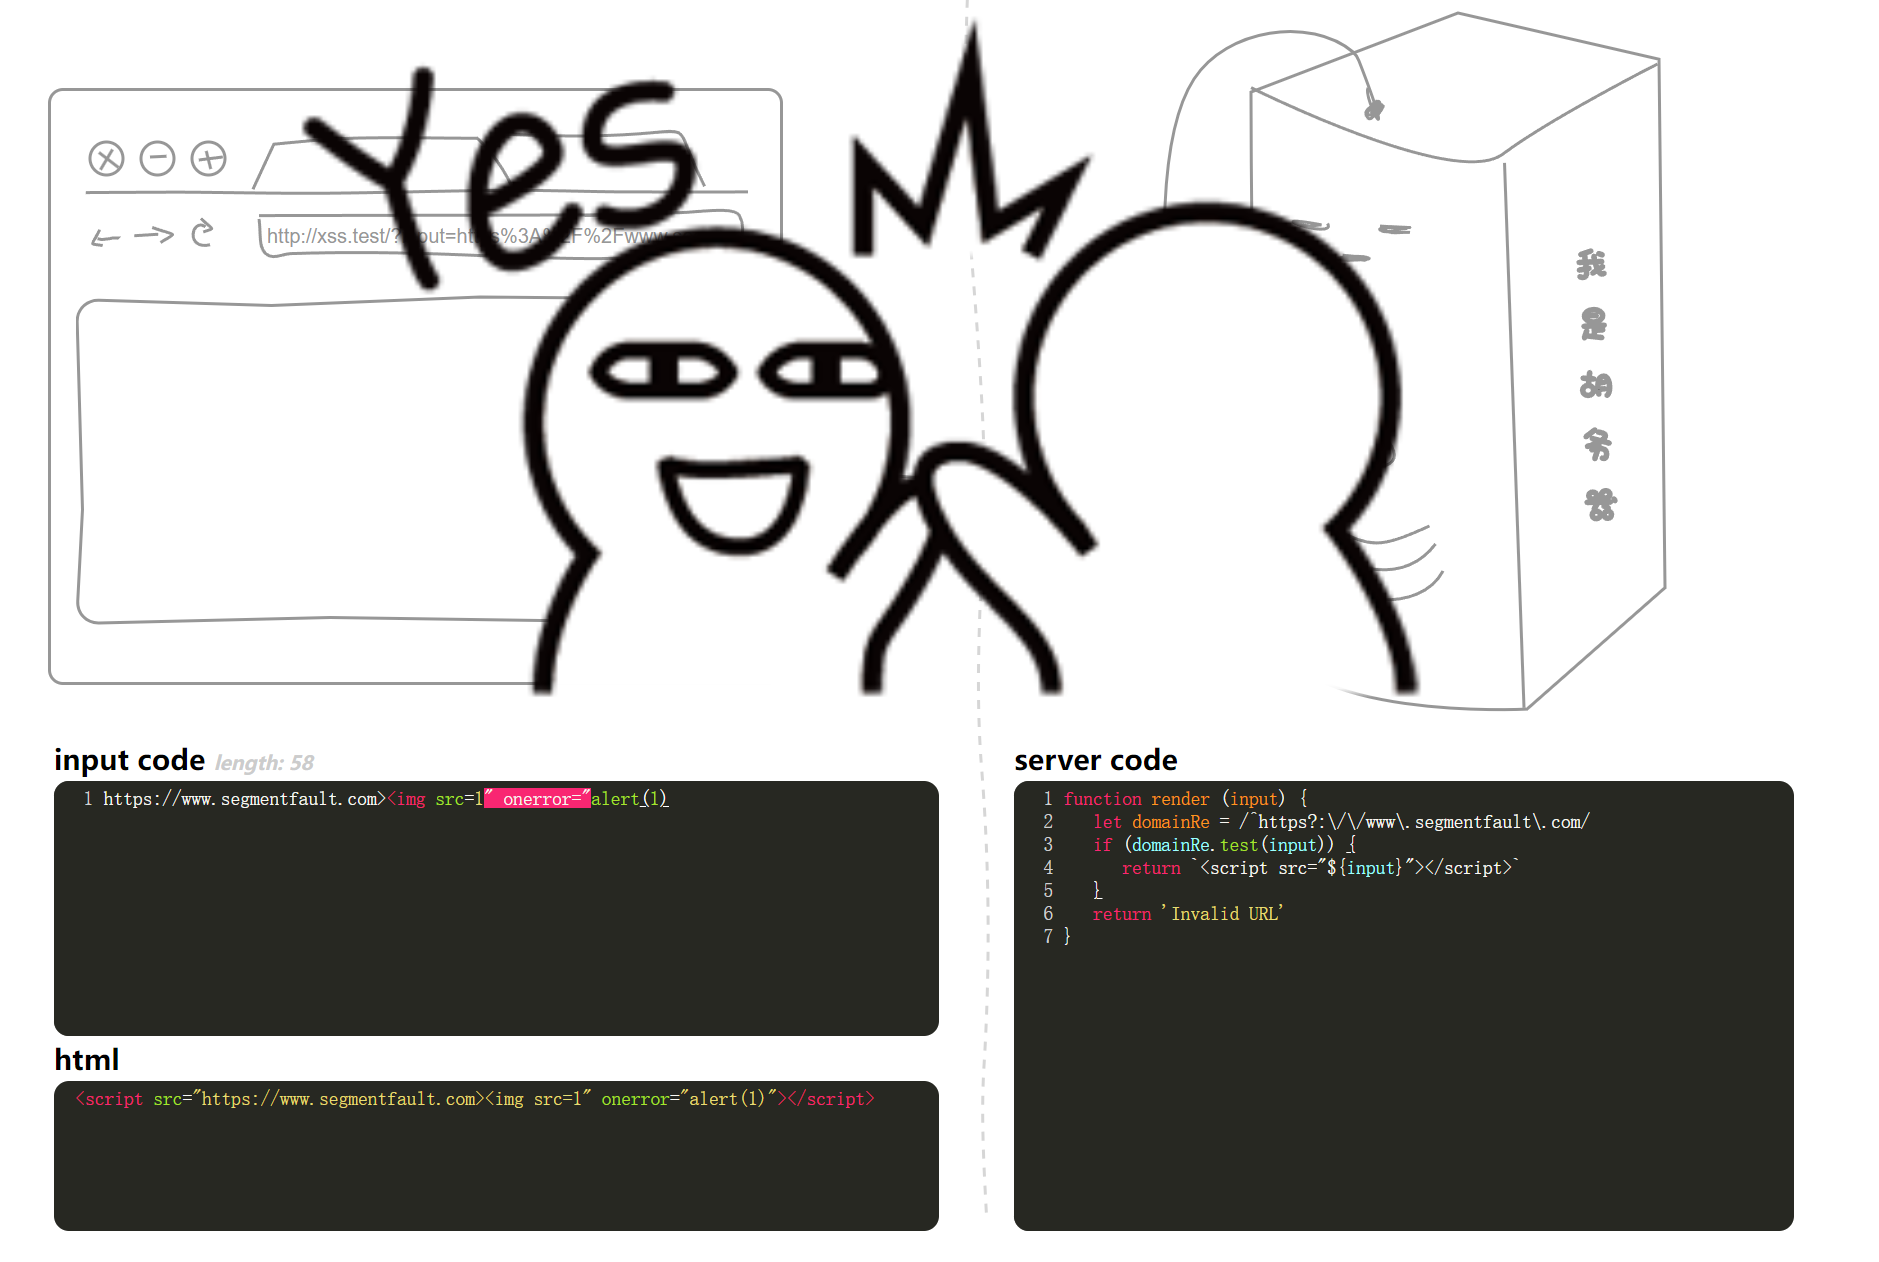 Yes
http://xss.test/?
out=ht
s%3A
F%2Fwww.
我
是
胡
务
器
input code length: 58
1 https://www.segmentfault.com><img src=1" onerror="alert(1)
html
<script src="https://www.segmentfault.com><img src=1" onerror="alert(1)"></script>
server code
1 function render (input) {
2 let domainRe = /^https?:\/\/www\.segmentfault\.com/
3 if (domainRe.test(input)) {
4 return `<script src="${input}"></script>`
5 }
6 return 'Invalid URL'
7 }